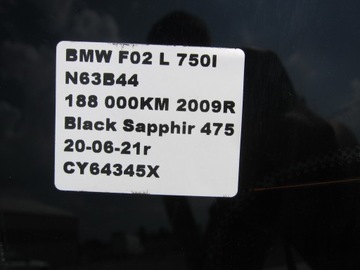 BMW F02 L 750I
N63B44
188 000KM 2009R
Black Sapphir 475
20-06-21r
CY64345X